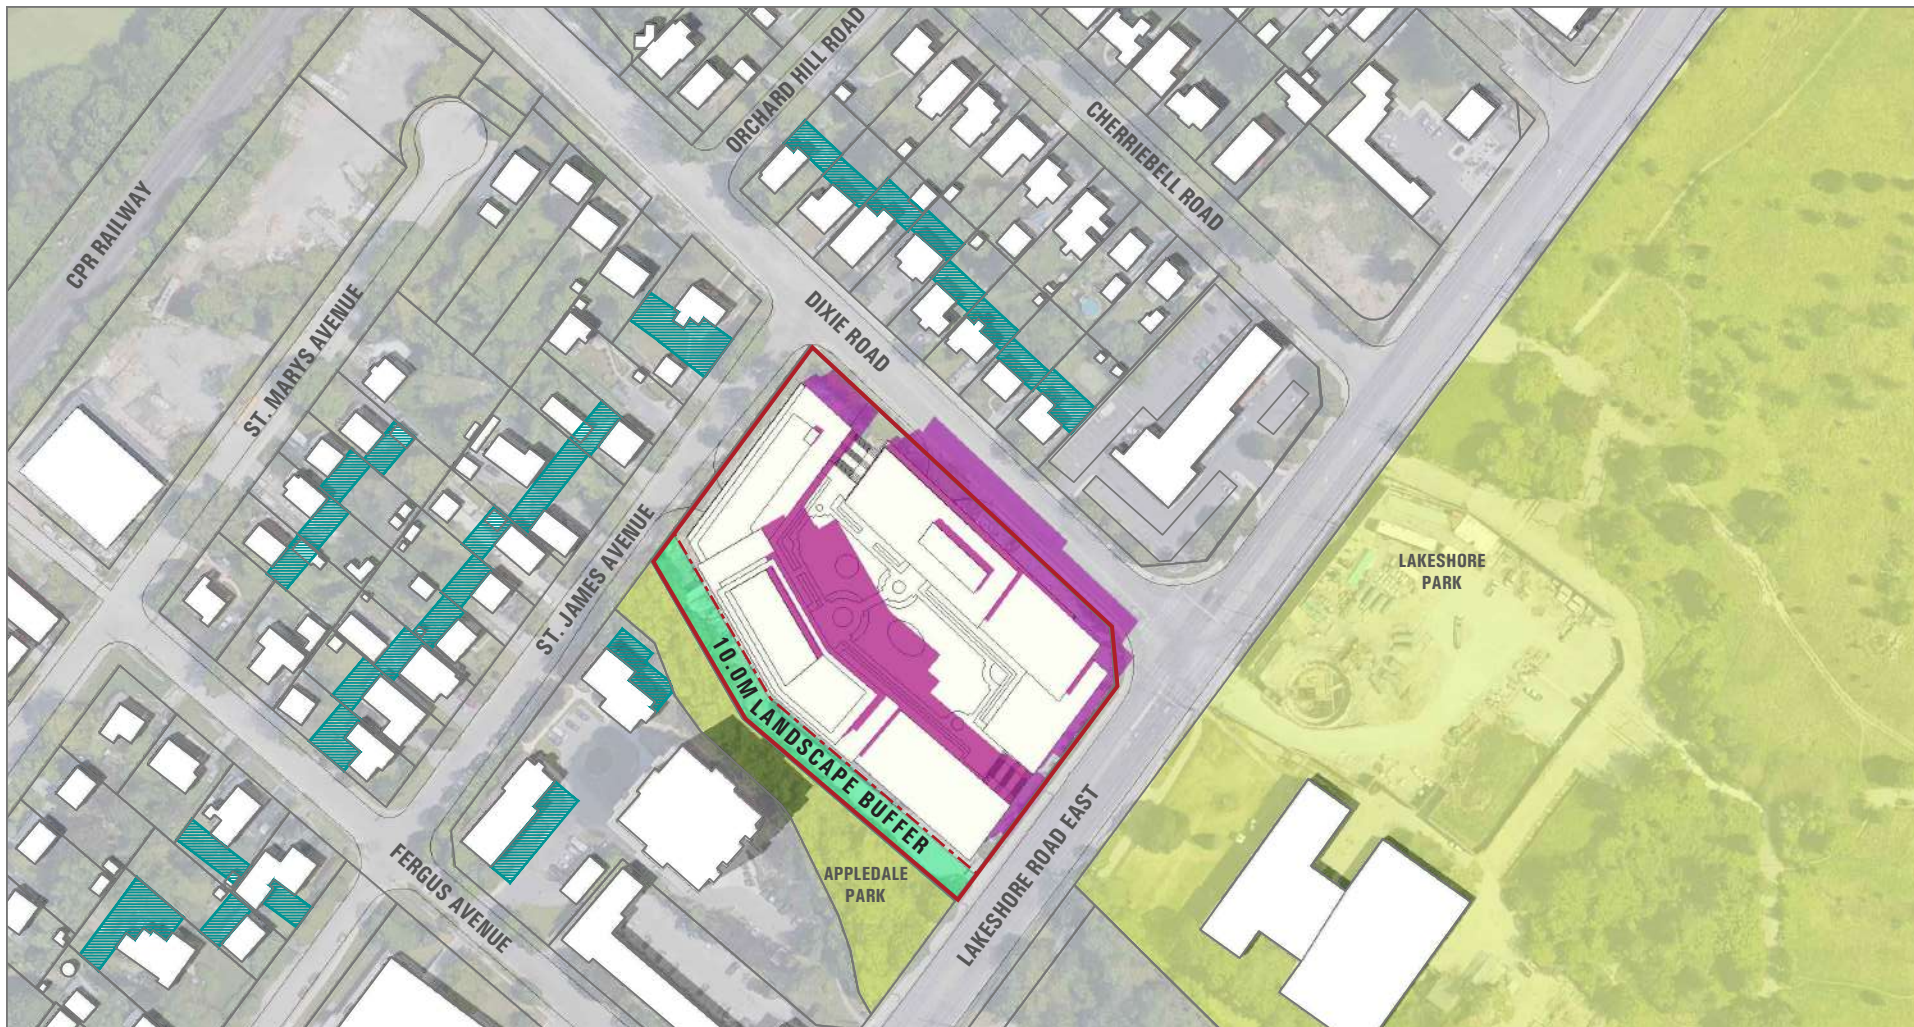 ORCHARD HILL ROAD
CHERRIEBELL ROAD
CPR RAILWAY
ST. MARYS AVENUE
DIXIE ROAD
ST. JAMES AVENUE
LAKESHORE
PARK
10.0M LANDSCAPE BUFFER
APPLEDALE
PARK
FERGUS AVENUE
LAKESHORE ROAD EAST